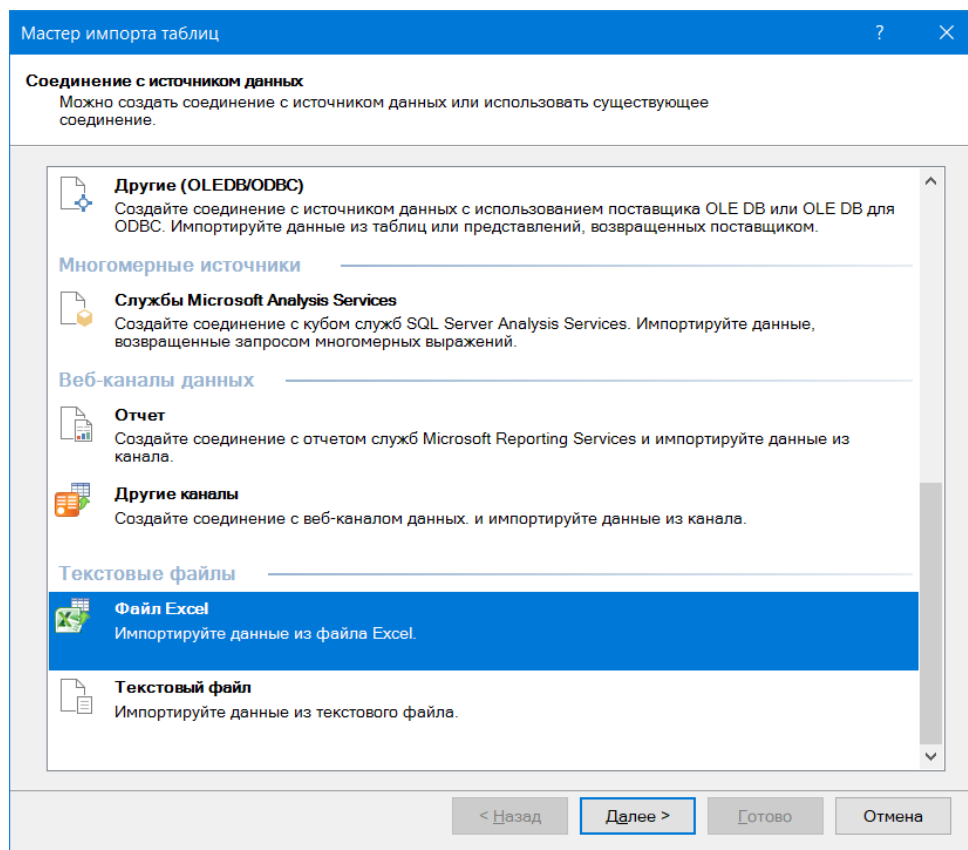 Мастер импорта таблиц
?
Соединение с источником данных
Можно создать соединение с источником данных или использовать существующее
соединение.
Другие (OLEDB/ODBC)
Создайте соединение с источником данных с использованием поставщика OLE DB или OLE DB для
ODBC. Импортируйте данные из таблиц или представлений, возвращенных поставщиком.
Многомерные источники
Службы Microsoft Analysis Services
Создайте соединение с кубом служб SQL Server Analysis Services. Импортируйте данные,
возвращенные запросом многомерных выражений.
Веб-каналы данных
Отчет
Создайте соединение с отчетом служб Microsoft Reporting Services и импортируйте данные из
канала.
Другие каналы
Создайте соединение с веб-каналом данных. и импортируйте данные из канала.
Текстовые файлы
Файл Excel
Импортируйте данные из файла Excel.
Текстовый файл
Импортируйте данные из текстового файла.
< Назад
Далее >
Готово
Отмена